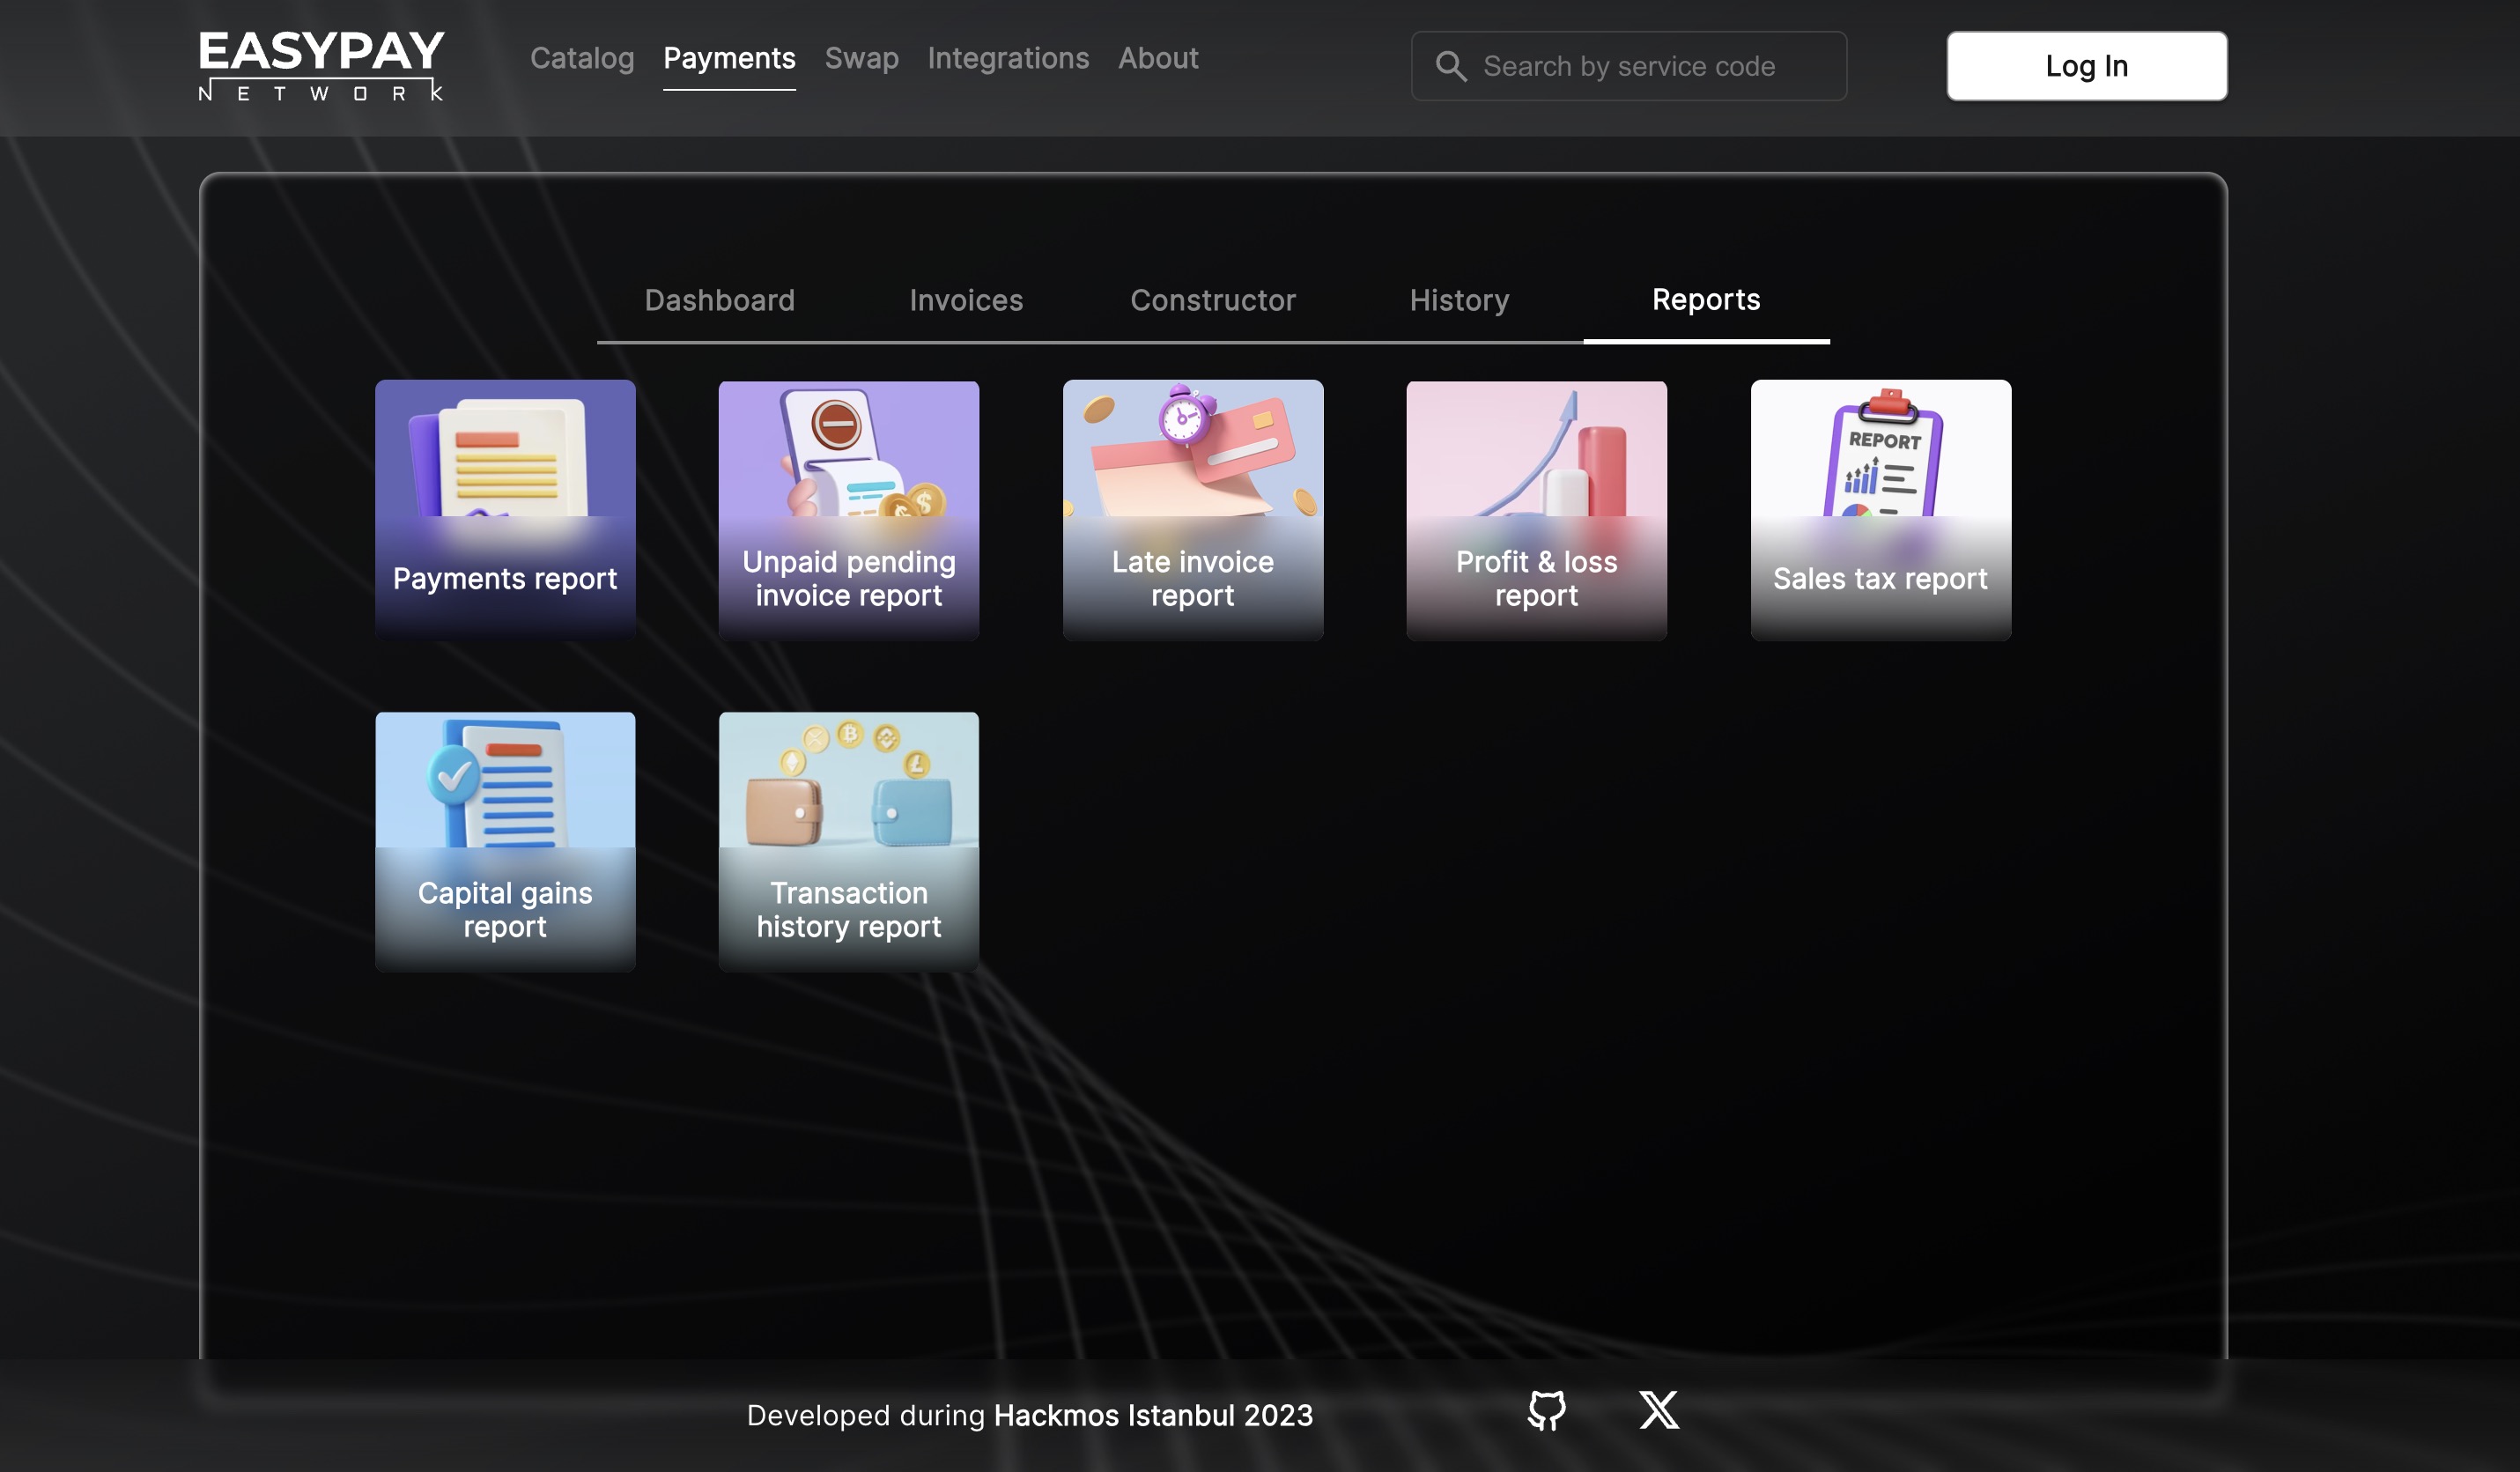 EASYPAY
NETWORK
Catalog Payments Swap Integrations About
Search by service code
Log In
Dashboard Invoices Constructor History Reports
REPORT
Payments report
Unpaid pending
invoice report
Late invoice
report
Profit & loss
report
Sales tax report
Capital gains
report
Transaction
history report
Developed during Hackmos Istanbul 2023